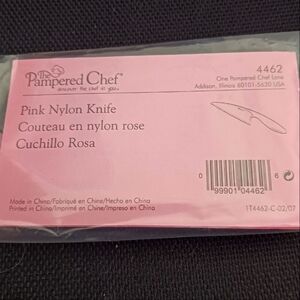 The
Pampered Chef™
discover the chef in you.
4462
One Pampered Chef Lane
Addison, Illinois 60101-5630 USA
Pink Nylon Knife
Couteau en nylon rose
Cuchillo Rosa
0 99901 04462 6
Made in China/Fabriqué en Chine/Hecho en China
Printed in China/Imprimé en Chine/Impreso en China
1T4462-C-02/07